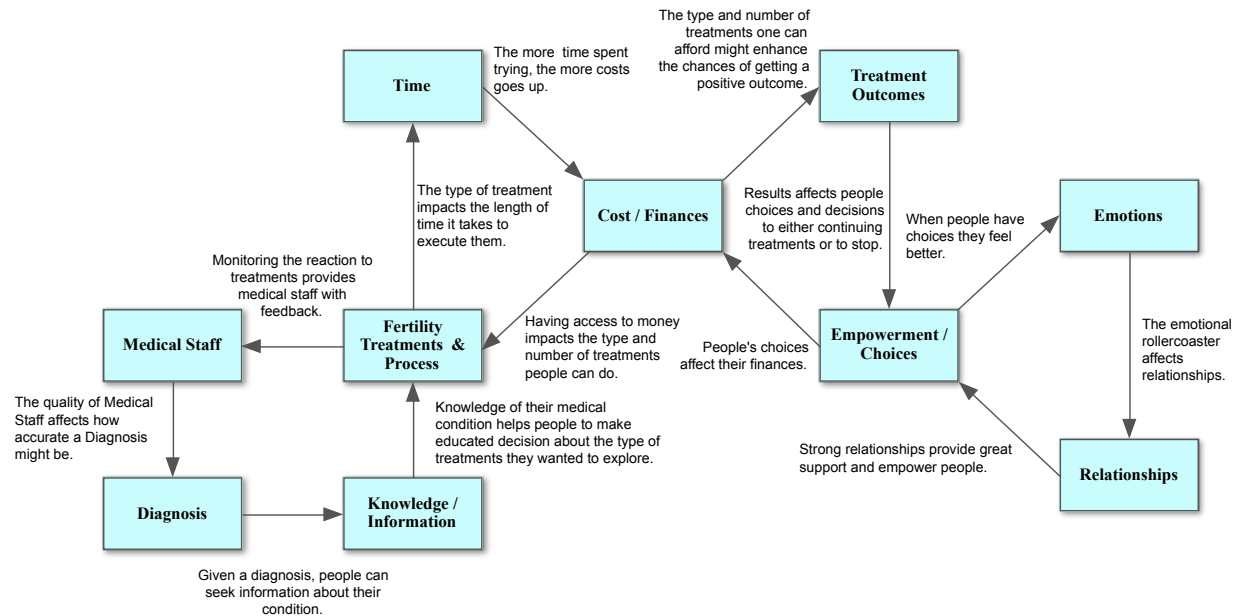 The type and number of
treatments one can
afford might enhance
the chances of getting a
positive outcome.
The more  time spent
trying, the more costs
goes up.
Time
Treatment
Outcomes
The type of treatment
impacts the length of
time it takes to
execute them.
Cost / Finances
Results affects people
choices and decisions
to either continuing
treatments or to stop.
When people have
choices they feel
better.
Emotions
Monitoring the reaction to
treatments provides
medical staff with
feedback.
Medical Staff
Fertility
Treatments  &
Process
Having access to money
impacts the type and
number of treatments
people can do.
People's choices
affect their finances.
Empowerment /
Choices
The emotional
rollercoaster
affects
relationships.
The quality of Medical
Staff affects how
accurate a Diagnosis
might be.
Knowledge of their medical
condition helps people to make
educated decision about the type of
treatments they wanted to explore.
Strong relationships provide great
support and empower people.
Relationships
Diagnosis
Knowledge /
Information
Given a diagnosis, people can
seek information about their
condition.